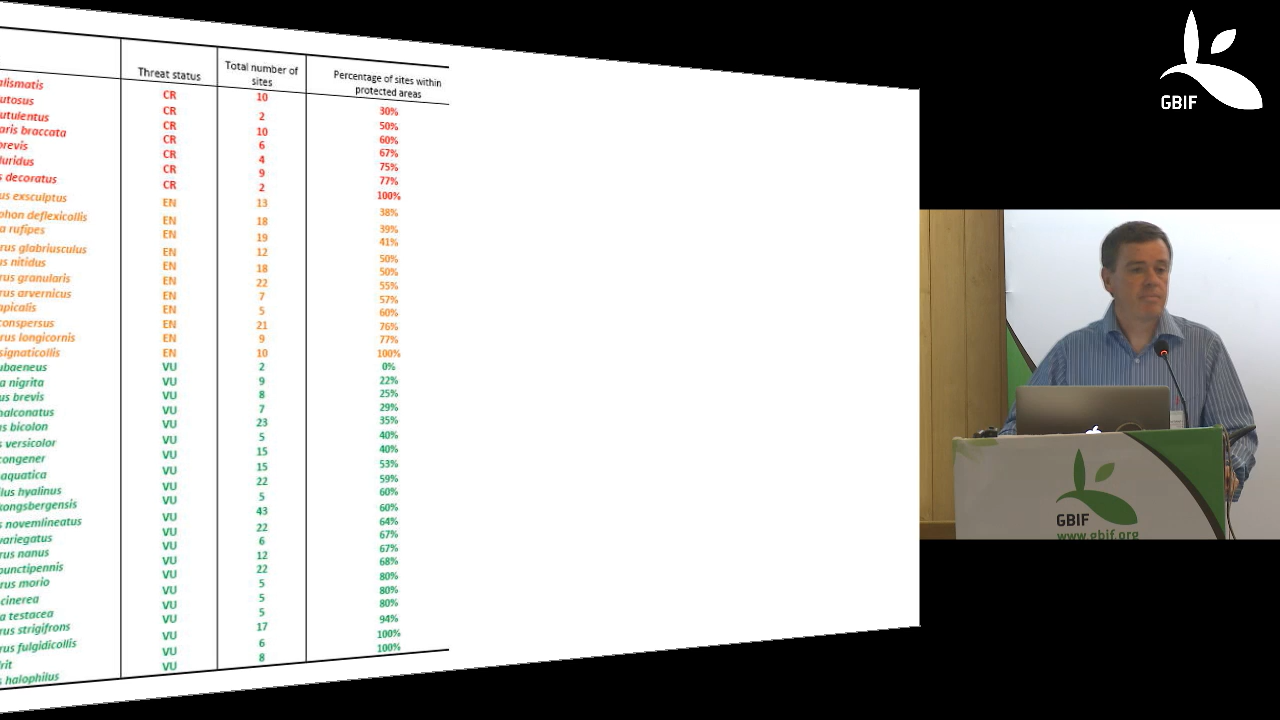 Threat status Total number of sites Percentage of sites within protected areas
alismatis CR 10 30%
utosus CR 2 50%
utulentus CR 10 60%
aris braccata CR 6 67%
brevis CR 4 75%
luridus CR 9 77%
s decoratus CR 2 100%
us exsculptus EN 13 38%
phon deflexicollis EN 18 39%
a rufipes EN 19 41%
rus glabriusculus EN 12 50%
us nitidus EN 18 50%
rus granularis EN 22 55%
rus arvernicus EN 7 57%
apicalis EN 5 60%
conspersus EN 21 76%
rus longicornis EN 9 77%
signaticollis EN 10 100%
ubaeneus VU 2 0%
a nigrita VU 9 22%
us brevis VU 8 25%
halconatus VU 7 29%
us bicolon VU 23 35%
s versicolor VU 5 40%
congener VU 15 40%
aquatica VU 15 53%
ilus hyalinus VU 22 59%
kongsbergensis VU 5 60%
s novemlineatus VU 43 60%
variegatus VU 22 64%
rus nanus VU 6 67%
punctipennis VU 12 67%
rus morio VU 22 68%
cinerea VU 5 80%
a testacea VU 5 80%
rus strigifrons VU 5 80%
rus fulgidicollis VU 17 94%
rit VU 6 100%
s halophilus VU 8 100%
GBIF
GBIF
www.gbif.org